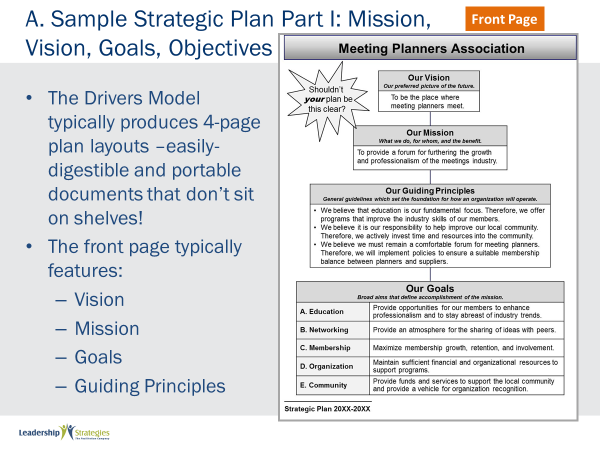 A. Sample Strategic Plan Part I: Mission,
Vision, Goals, Objectives
Front Page
• The Drivers Model
typically produces 4-page
plan layouts –easily-
digestible and portable
documents that don't sit
on shelves!
• The front page typically
features:
– Vision
– Mission
– Goals
– Guiding Principles
Meeting Planners Association
Shouldn't
your plan be
this clear?
Our Vision
Our preferred picture of the future.
To be the place where
meeting planners meet.
Our Mission
What we do, for whom, and the benefit.
To provide a forum for furthering the growth
and professionalism of the meetings industry.
Our Guiding Principles
General guidelines which set the foundation for how an organization will operate.
• We believe that education is our fundamental focus. Therefore, we offer
programs that improve the industry skills of our members.
• We believe it is our responsibility to help improve our local community.
Therefore, we actively invest time and resources into the community.
• We believe we must remain a comfortable forum for meeting planners.
Therefore, we will implement policies to ensure a suitable membership
balance between planners and suppliers.
Our Goals
Broad aims that define accomplishment of the mission.
A. Education
Provide opportunities for our members to enhance
professionalism and to stay abreast of industry trends.
B. Networking
Provide an atmosphere for the sharing of ideas with peers.
C. Membership
Maximize membership growth, retention, and involvement.
D. Organization
Maintain sufficient financial and organizational resources to
support programs.
E. Community
Provide funds and services to support the local community
and provide a vehicle for organization recognition.
Strategic Plan 20XX-20XX
Leadership Strategies
The Facilitation Company